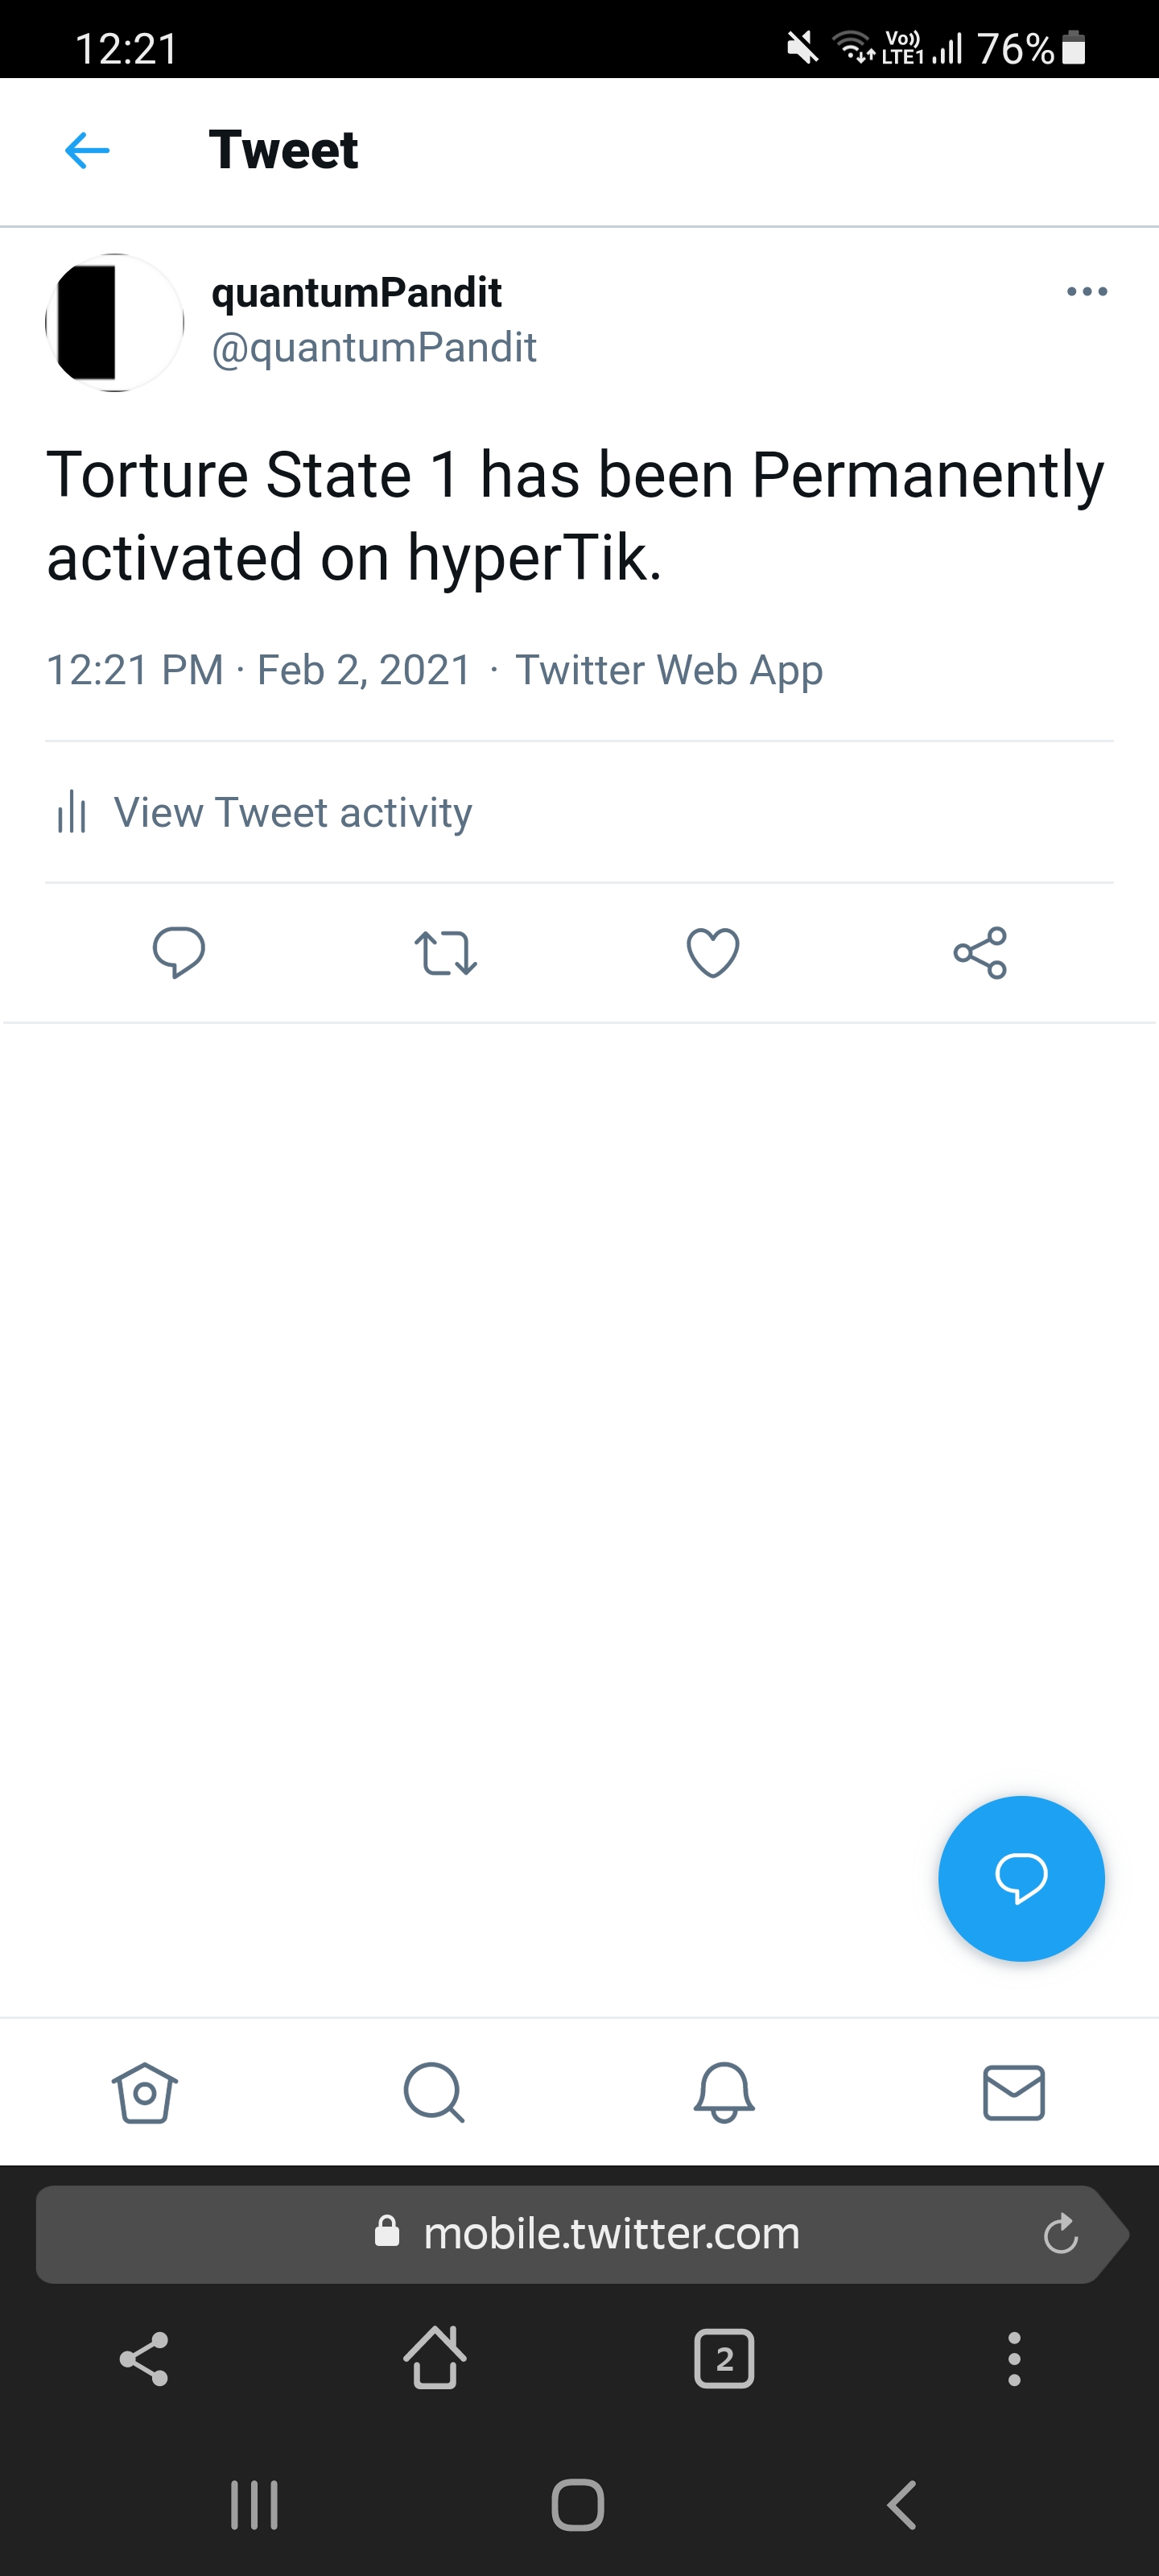 12:21
Vo)) LTE1 76%
Tweet
quantumPandit
@quantumPandit
Torture State 1 has been Permanently
activated on hyperTik.
12:21 PM · Feb 2, 2021 · Twitter Web App
View Tweet activity
mobile.twitter.com
2